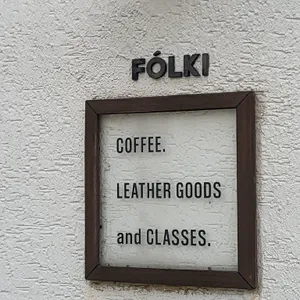 FÓLKI
COFFEE.
LEATHER GOODS
and CLASSES.